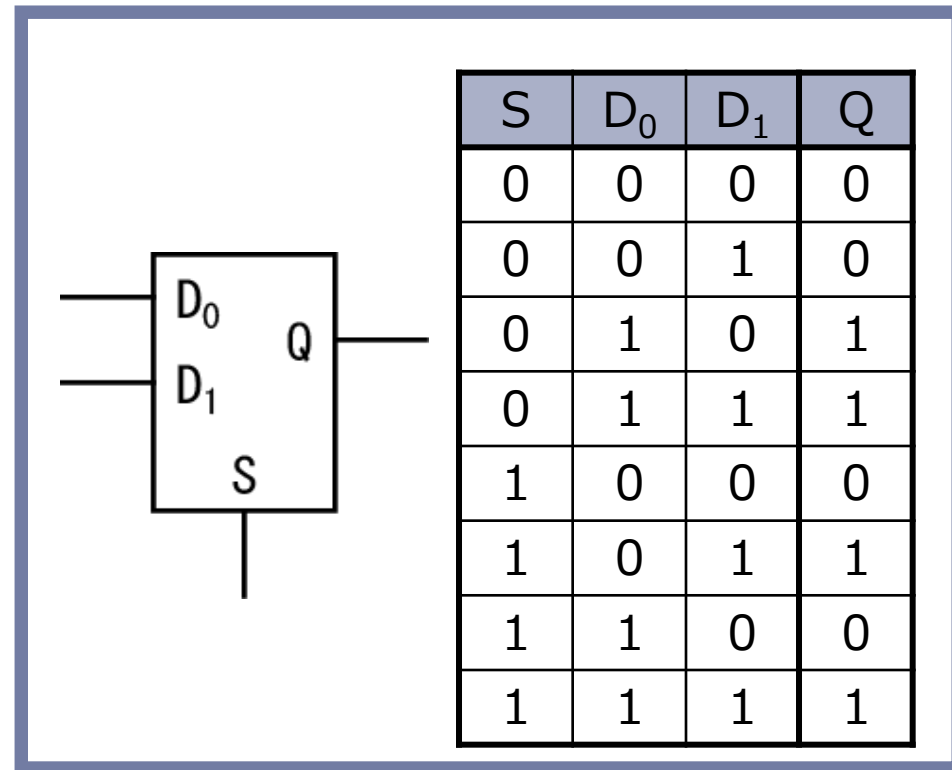 D₀
D₁
Q
S
S D₀ D₁ Q
0 0 0 0
0 0 1 0
0 1 0 1
0 1 1 1
1 0 0 0
1 0 1 1
1 1 0 0
1 1 1 1